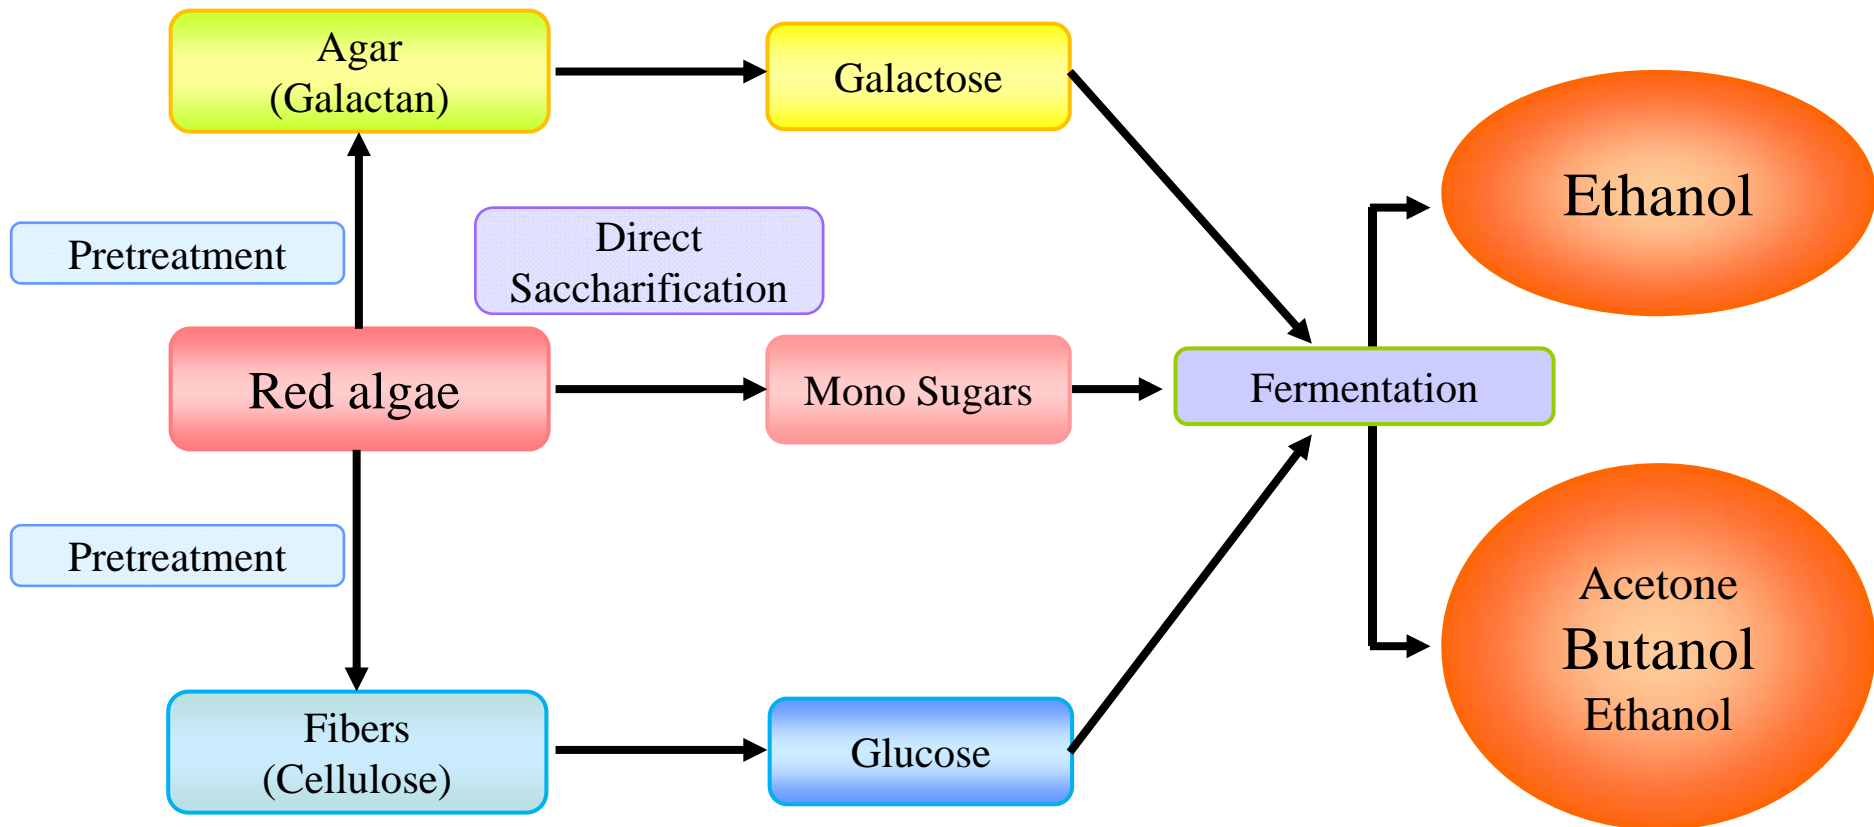 Agar
(Galactan)
Galactose
Ethanol
Pretreatment
Direct
Saccharification
Red algae
Mono Sugars
Fermentation
Pretreatment
Acetone
Butanol
Ethanol
Fibers
(Cellulose)
Glucose